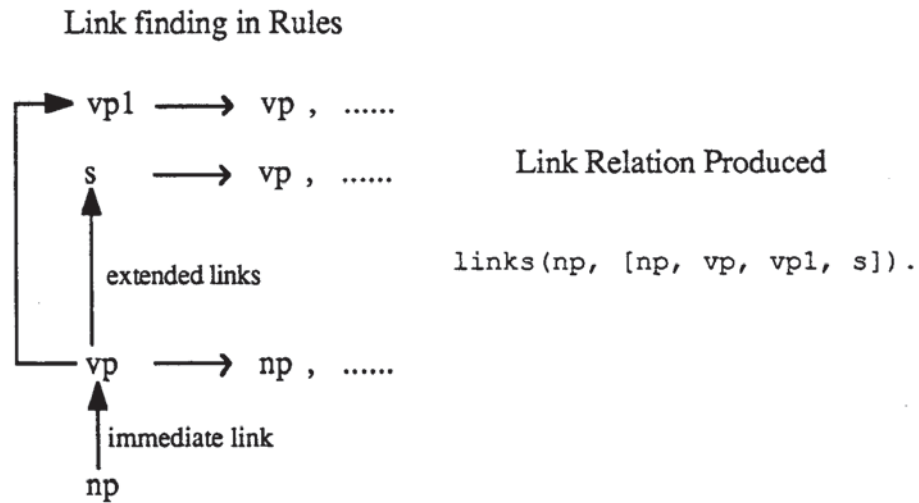 Link finding in Rules
vp1 ⟶ vp , ......
s ⟶ vp , ......
Link Relation Produced
links(np, [np, vp, vp1, s]).
extended links
vp ⟶ np , ......
immediate link
np